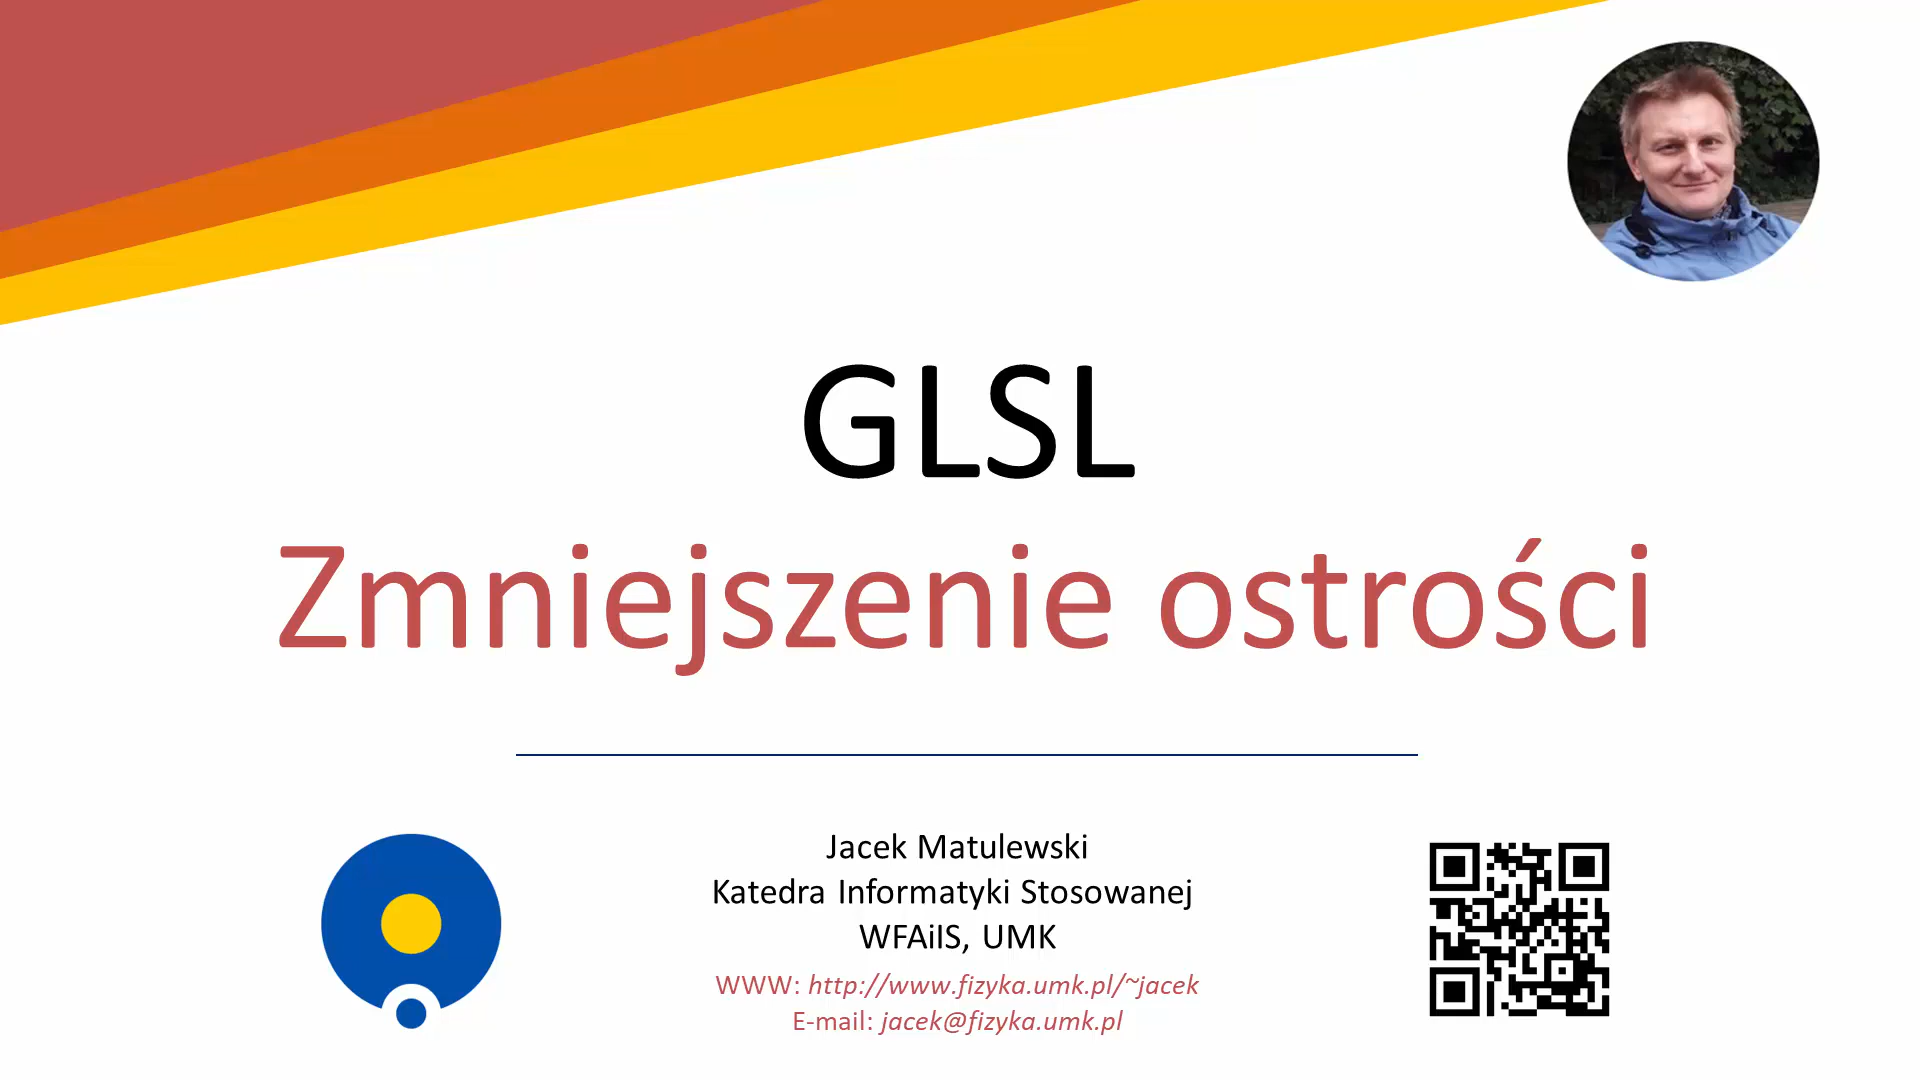 GLSL
Zmniejszenie ostrości
Jacek Matulewski
Katedra Informatyki Stosowanej
WFAiIS, UMK
WWW: http://www.fizyka.umk.pl/~jacek
E-mail: jacek@fizyka.umk.pl